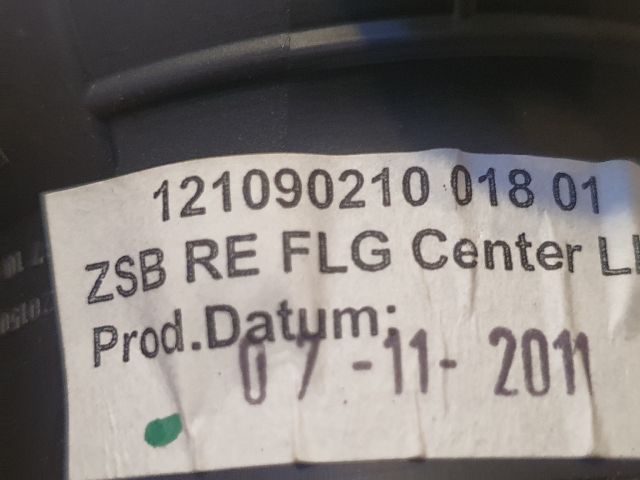 121090210 018 01
ZSB RE FLG Center
Prod.Datum:
07 -11- 2011